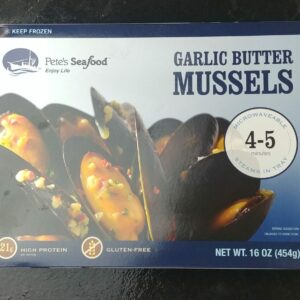 KEEP FROZEN
Pete's Seafood
Enjoy Life
GARLIC BUTTER
MUSSELS
MICROWAVEABLE
4-5
minutes
STEAMS IN TRAY
21g HIGH PROTEIN
GLUTEN-FREE
NET WT. 16 OZ (454g)